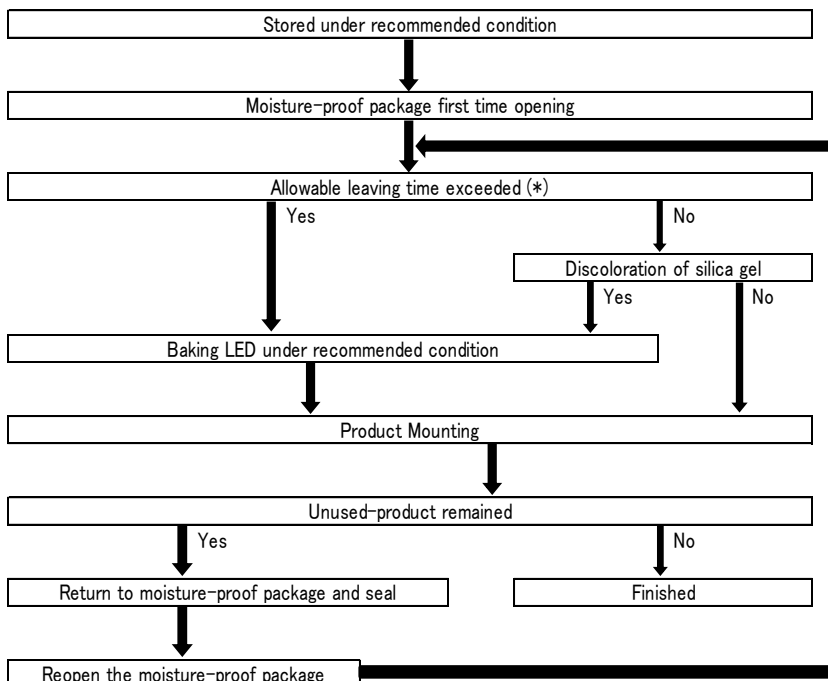 Stored under recommended condition
Moisture-proof package first time opening
Allowable leaving time exceeded (*)
Yes
No
Discoloration of silica gel
Yes
No
Baking LED under recommended condition
Product Mounting
Unused-product remained
Yes
No
Return to moisture-proof package and seal
Finished
Reopen the moisture-proof package